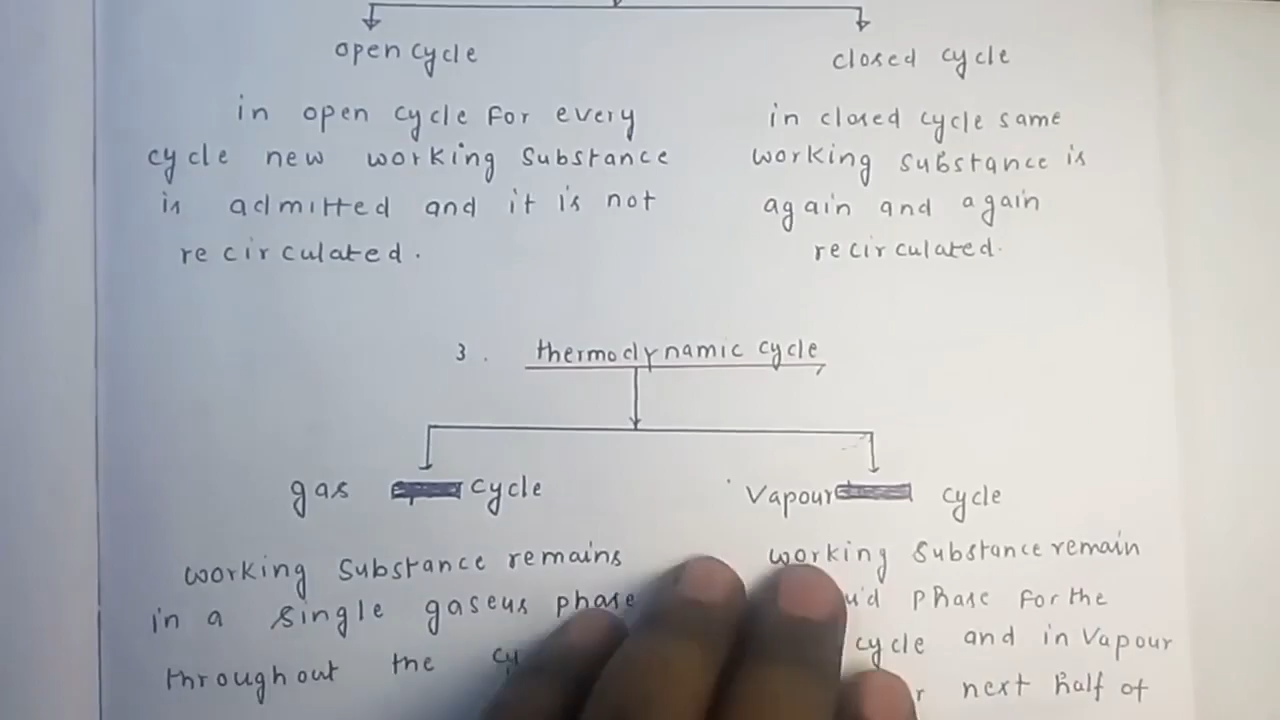 open cycle
in open cycle for every
cycle new working substance
is admitted and it is not
recirculated.
closed cycle
in closed cycle same
working substance is
again and again
recirculated.
3. thermodynamic cycle
gas cycle
working substance remains
in a single gaseus phase
throughout the
Vapour cycle
working substance remain
phase for the
cycle and in vapour
next half of